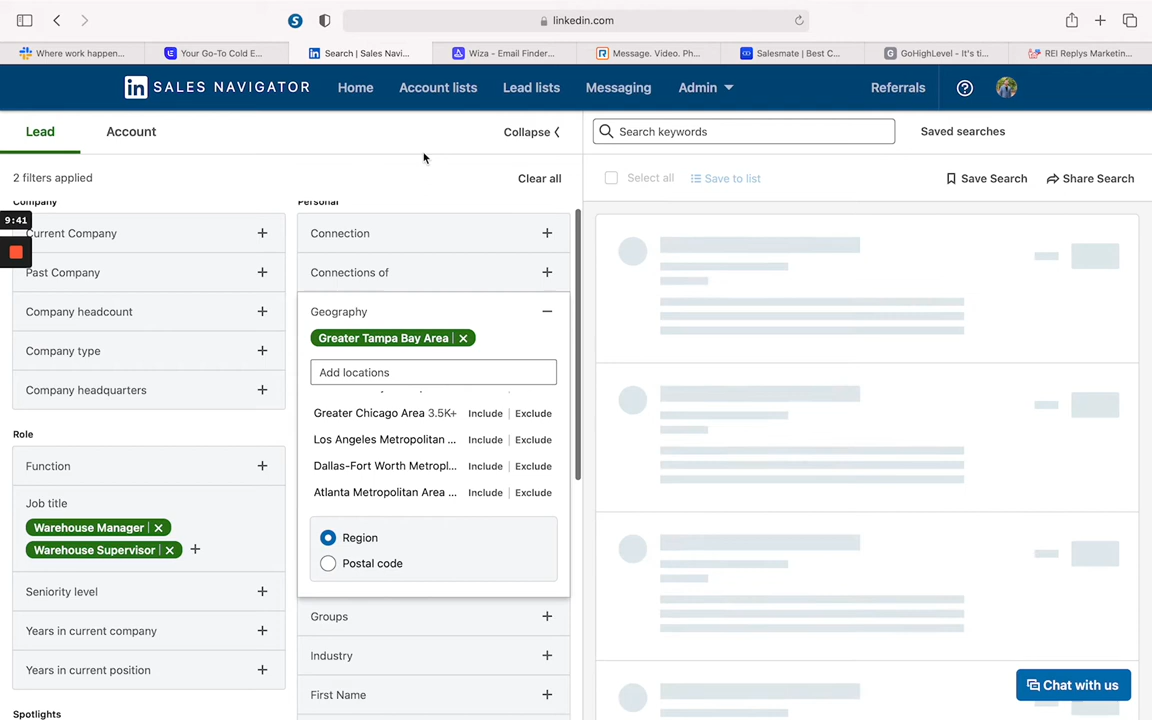 linkedin.com
Where work happen...
Your Go-To Cold E...
Search | Sales Navi...
Wiza - Email Finder...
Message. Video. Ph...
Salesmate | Best C...
GoHighLevel - It's ti...
REI Replys Marketin...
in SALES NAVIGATOR
Home
Account lists
Lead lists
Messaging
Admin
Referrals
Lead
Account
Collapse
Search keywords
Saved searches
2 filters applied
Clear all
Select all
Save to list
Save Search
Share Search
Company
Personal
9:41
Current Company
Past Company
Company headcount
Company type
Company headquarters
Role
Function
Job title
Warehouse Manager
Warehouse Supervisor
Seniority level
Years in current company
Years in current position
Spotlights
Connection
Connections of
Geography
Greater Tampa Bay Area
Add locations
Greater Chicago Area 3.5K+ Include | Exclude
Los Angeles Metropolitan ... Include | Exclude
Dallas-Fort Worth Metropl... Include | Exclude
Atlanta Metropolitan Area ... Include | Exclude
Region
Postal code
Groups
Industry
First Name
Chat with us